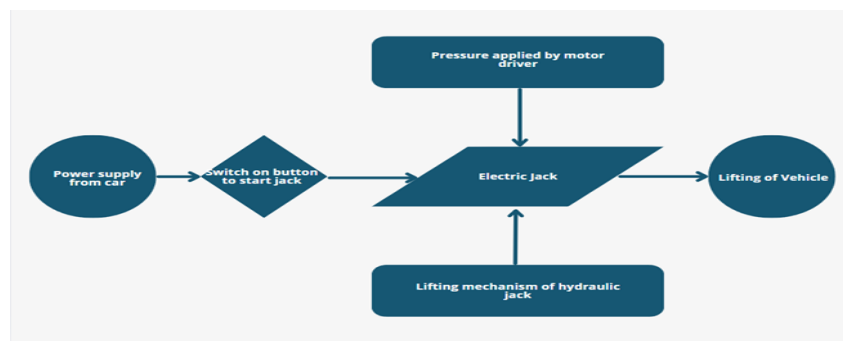 Pressure applied by motor
driver
Power supply
from car
Switch on button
to start jack
Electric Jack
Lifting of Vehicle
Lifting mechanism of hydraulic
jack